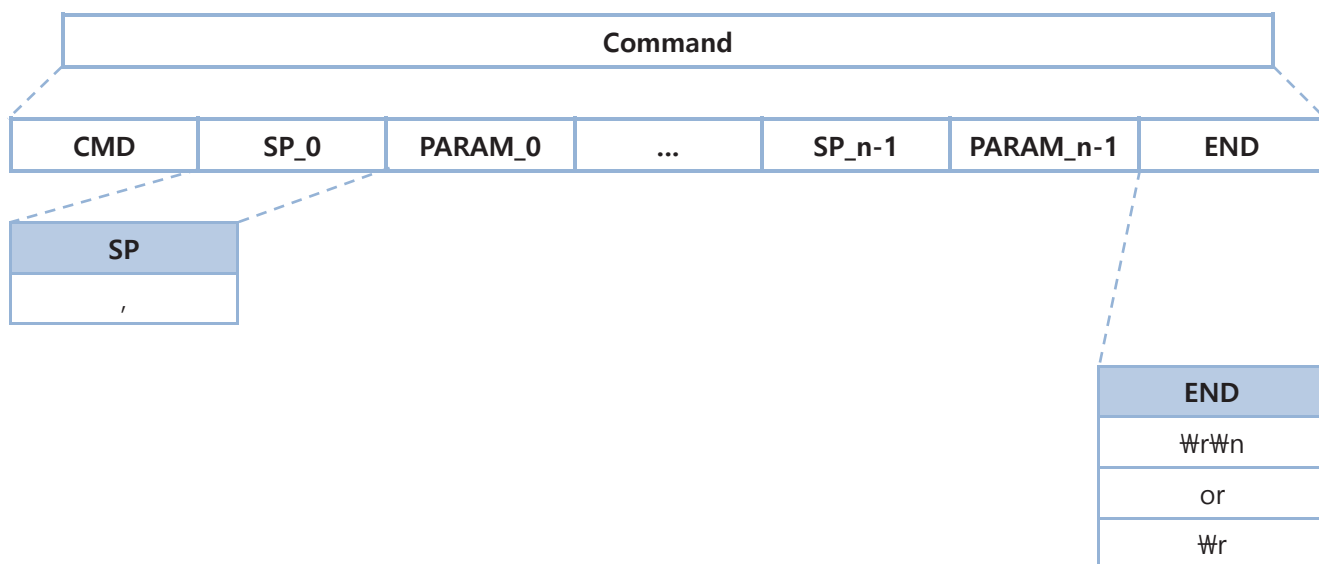 Command
CMD SP_0 PARAM_0 ... SP_n-1 PARAM_n-1 END
SP
,
END
₩r₩n
or
₩r